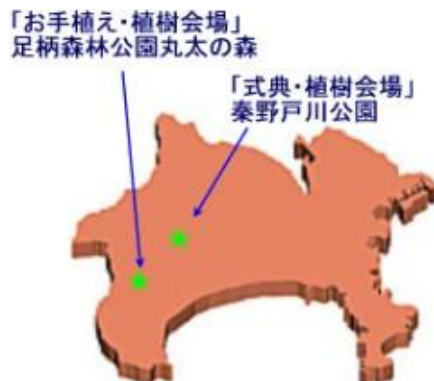 「お手植え・植樹会場」
足柄森林公園丸太の森
「式典・植樹会場」
秦野戸川公園